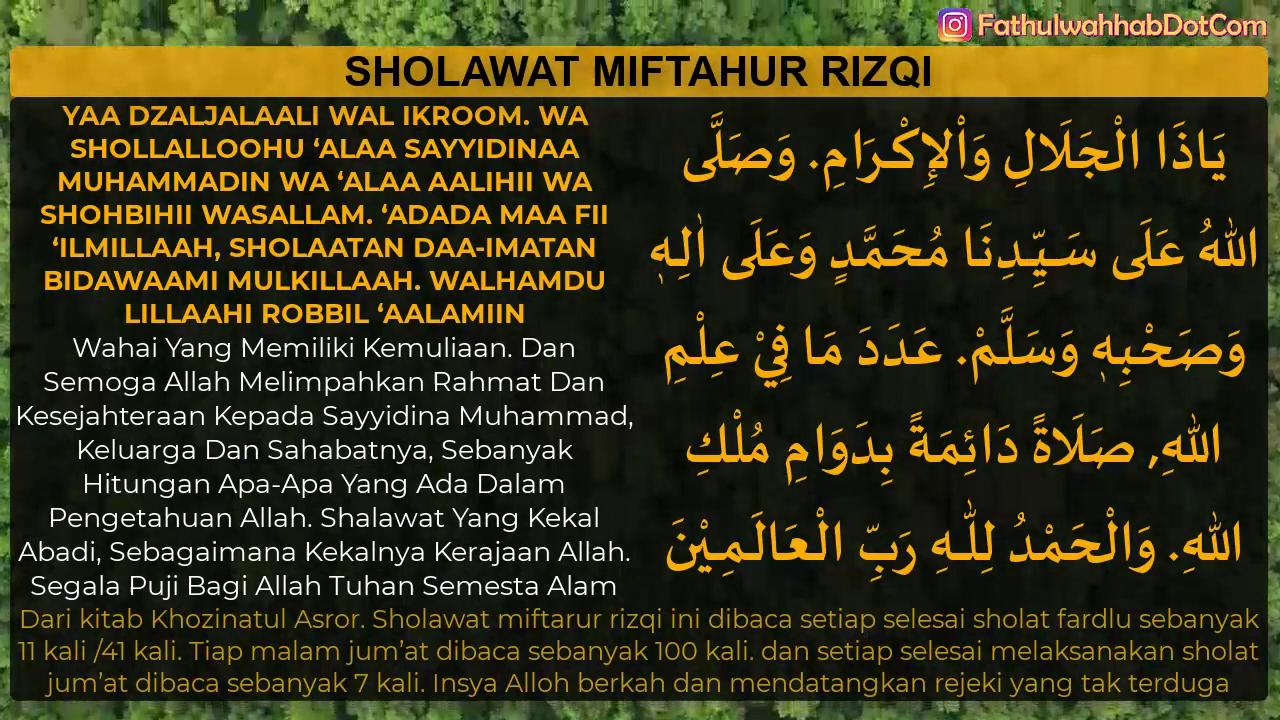 FathulwahhabDotCom
SHOLAWAT MIFTAHUR RIZQI
YAA DZALJALAALI WAL IKROOM. WA
SHOLLALLOOHU ‘ALAA SAYYIDINAA
MUHAMMADIN WA ‘ALAA AALIHII WA
SHOHBIHII WASALLAM. ‘ADADA MAA FII
‘ILMILLAAH, SHOLAATAN DAA-IMATAN
BIDAWAAMI MULKILLAAH. WALHAMDU
LILLAAHI ROBBIL ‘AALAMIIN
Wahai Yang Memiliki Kemuliaan. Dan
Semoga Allah Melimpahkan Rahmat Dan
Kesejahteraan Kepada Sayyidina Muhammad,
Keluarga Dan Sahabatnya, Sebanyak
Hitungan Apa-Apa Yang Ada Dalam
Pengetahuan Allah. Shalawat Yang Kekal
Abadi, Sebagaimana Kekalnya Kerajaan Allah.
Segala Puji Bagi Allah Tuhan Semesta Alam
يَاذَا الْجَلَالِ وَاْلإِكْرَامِ. وَصَلَّى
اللهُ عَلَى سَيِّدِنَا مُحَمَّدٍ وَعَلَى اٰلِهٖ
وَصَحْبِهٖ وَسَلَّمْ. عَدَدَ مَا فِيْ عِلْمِ
اللهِ, صَلَاةً دَائِمَةً بِدَوَامِ مُلْكِ
اللهِ. وَالْحَمْدُ لِلّٰهِ رَبِّ الْعَالَمِيْنَ
Dari kitab Khozinatul Asror. Sholawat miftarur rizqi ini dibaca setiap selesai sholat fardlu sebanyak
11 kali /41 kali. Tiap malam jum’at dibaca sebanyak 100 kali. dan setiap selesai melaksanakan sholat
jum’at dibaca sebanyak 7 kali. Insya Alloh berkah dan mendatangkan rejeki yang tak terduga